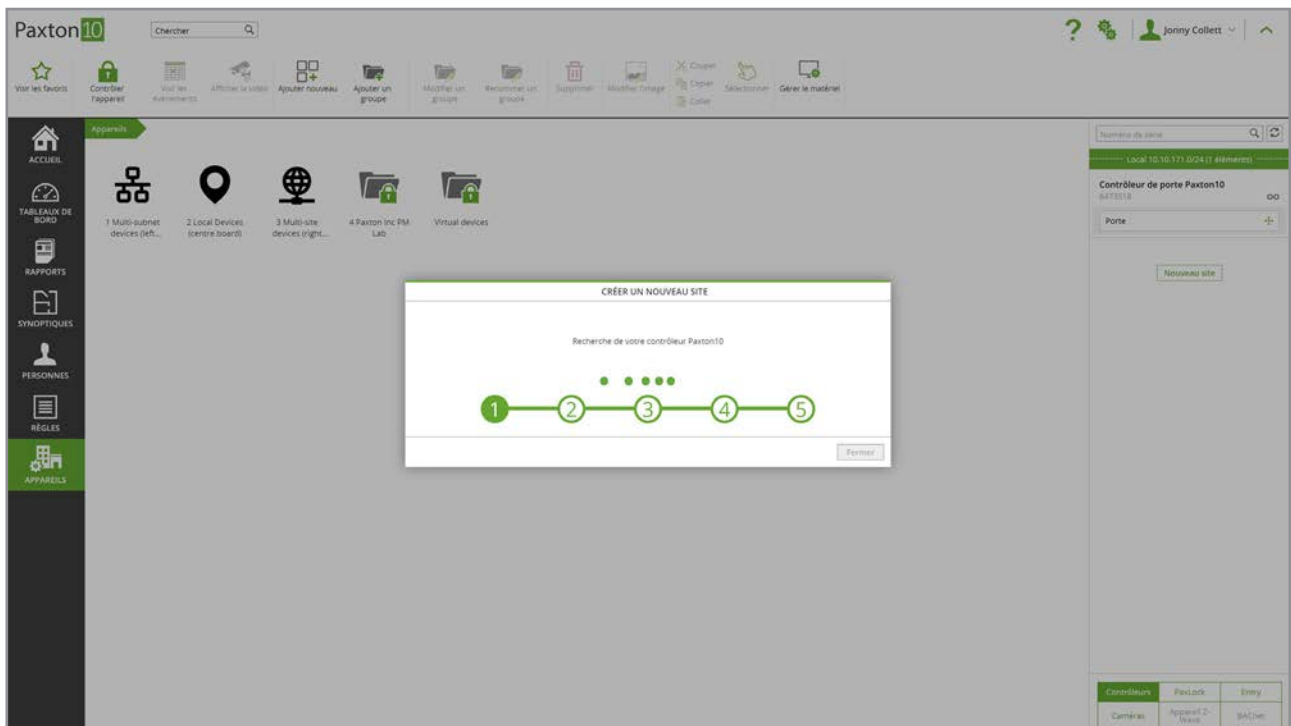 Paxton10
Chercher
Jonny Collett
Voir les favoris
Contrôler
l'appareil
Voir les
événements
Afficher la vidéo
Ajouter nouveau
Ajouter un
groupe
Modifier un
groupe
Renommer un
groupe
Supprimer
Modifier l'image
Couper
Copier
Coller
Sélectionner
Gérer le matériel
ACCUEIL
TABLEAUX DE
BORD
RAPPORTS
SYNOPTIQUES
PERSONNES
RÈGLES
APPAREILS
Appareils
1 Multi-subnet
devices (left...
2 Local Devices
(centre board)
3 Multi-site
devices (right...
4 Paxton Inc PM
Lab
Virtual devices
CRÉER UN NOUVEAU SITE
Recherche de votre contrôleur Paxton10
1 2 3 4 5
Fermer
Numéro de série
Local 10.10.171.0/24 (1 éléments)
Contrôleur de porte Paxton10
Porte
Nouveau site
Contrôleurs
PaxLock
Entry
Caméras
Appareil Z-
Wave
BACnet